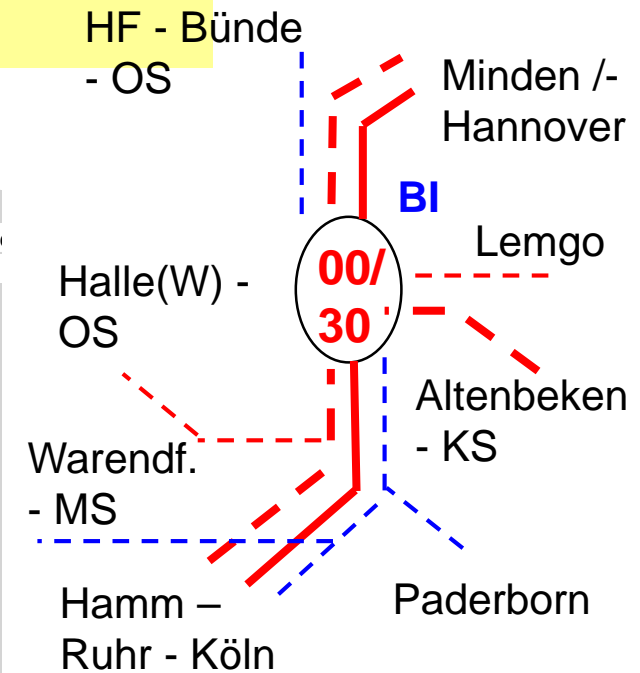 HF - Bünde
- OS
Minden /-
Hannover
BI
Lemgo
00/
30
Halle(W) -
OS
Altenbeken
- KS
Warendf.
- MS
Paderborn
Hamm –
Ruhr - Köln